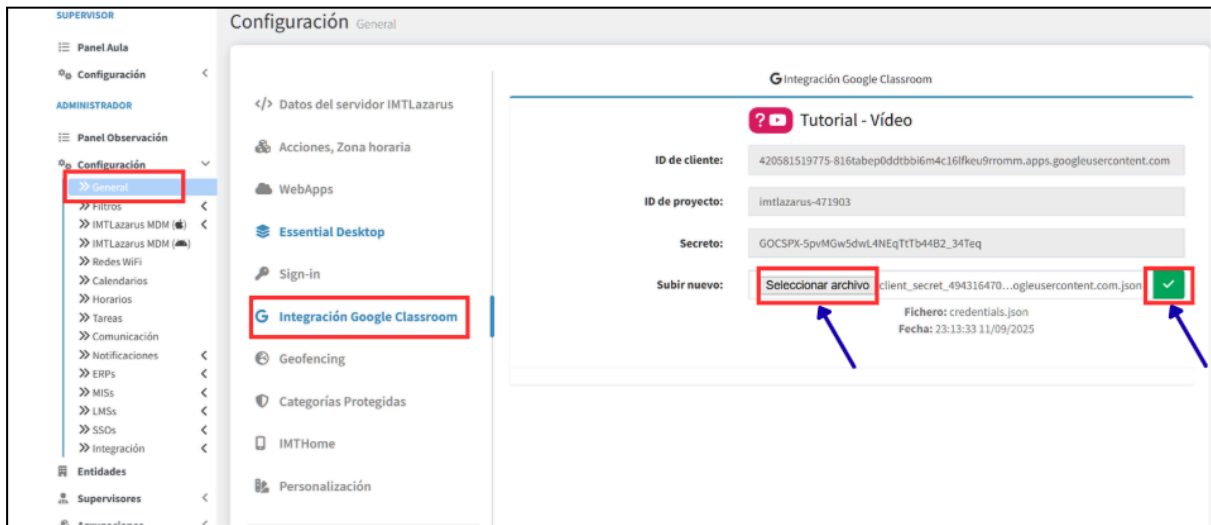 SUPERVISOR
Panel Aula
Configuración
ADMINISTRADOR
Panel Observación
Configuración
General
Filtros
IMTLazarus MDM ()
IMTLazarus MDM ()
Redes WiFi
Calendarios
Horarios
Tareas
Comunicación
Notificaciones
ERPs
MISs
LMSs
SSOs
Integración
Entidades
Supervisores
Configuración General
</> Datos del servidor IMTLazarus
Acciones, Zona horaria
WebApps
Essential Desktop
Sign-in
G Integración Google Classroom
Geofencing
Categorías Protegidas
IMTHome
Personalización
G Integración Google Classroom
? Tutorial - Vídeo
ID de cliente: 420581519775-816tabep0ddtbbi6m4c16lfkeu9rromm.apps.googleusercontent.com
ID de proyecto: imtlazarus-471903
Secreto: 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
Subir nuevo: Seleccionar archivo client_secret_494316470...ogleusercontent.com.json
Fichero: credentials.json
Fecha: 23:13:33 11/09/2025